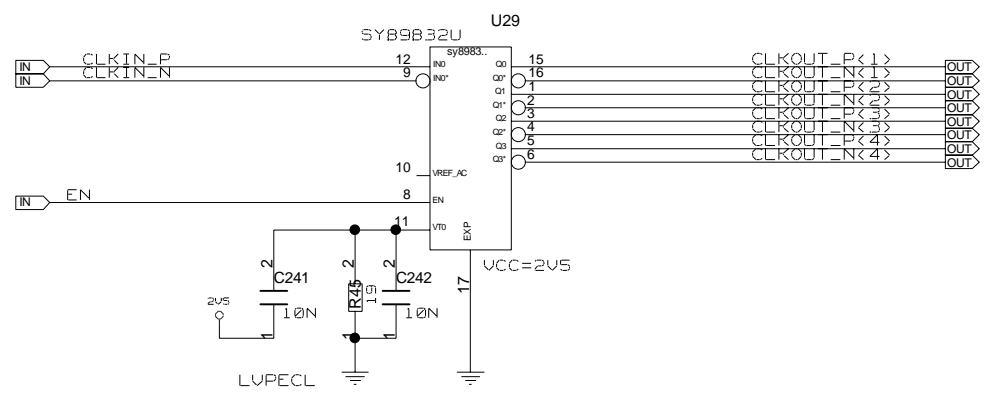 U29
SY89832U
sy8983..
IN CLKIN_P 12 IN0 Q0 15 CLKOUT_P<1> OUT
IN CLKIN_N 9 IN0* Q0* 16 CLKOUT_N<1> OUT
Q1 1 CLKOUT_P<2> OUT
Q1* 2 CLKOUT_N<2> OUT
Q2 3 CLKOUT_P<3> OUT
Q2* 4 CLKOUT_N<3> OUT
Q3 5 CLKOUT_P<4> OUT
Q3* 6 CLKOUT_N<4> OUT
10 VREF_AC
IN EN 8 EN
11 VT0
EXP
VCC=2V5
17
2 C241 2 R45 19 2 C242
2V5
10N 10N
1 1 1
LVPECL